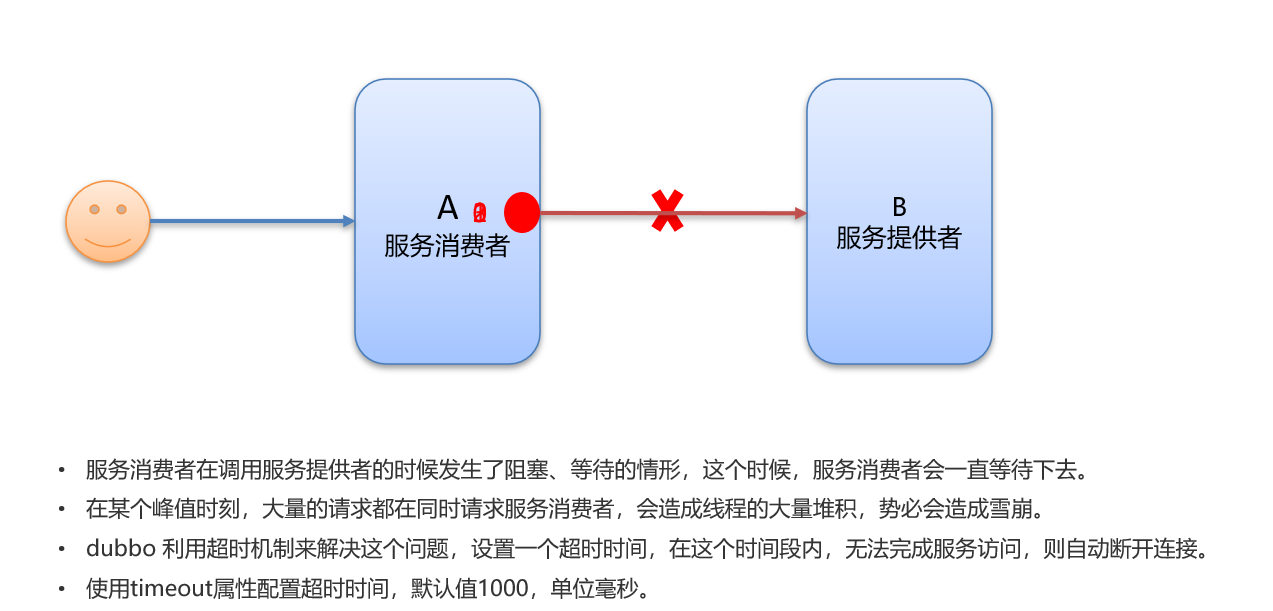 A
服务消费者
B
服务提供者
• 服务消费者在调用服务提供者的时候发生了阻塞、等待的情形，这个时候，服务消费者会一直等待下去。
• 在某个峰值时刻，大量的请求都在同时请求服务消费者，会造成线程的大量堆积，势必会造成雪崩。
• dubbo 利用超时机制来解决这个问题，设置一个超时时间，在这个时间段内，无法完成服务访问，则自动断开连接。
• 使用timeout属性配置超时时间，默认值1000，单位毫秒。